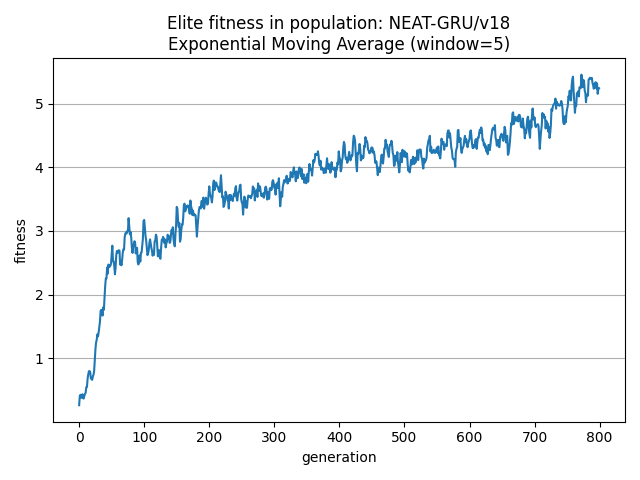 Elite fitness in population: NEAT-GRU/v18
Exponential Moving Average (window=5)
fitness
5
4
3
2
1
0 100 200 300 400 500 600 700 800
generation